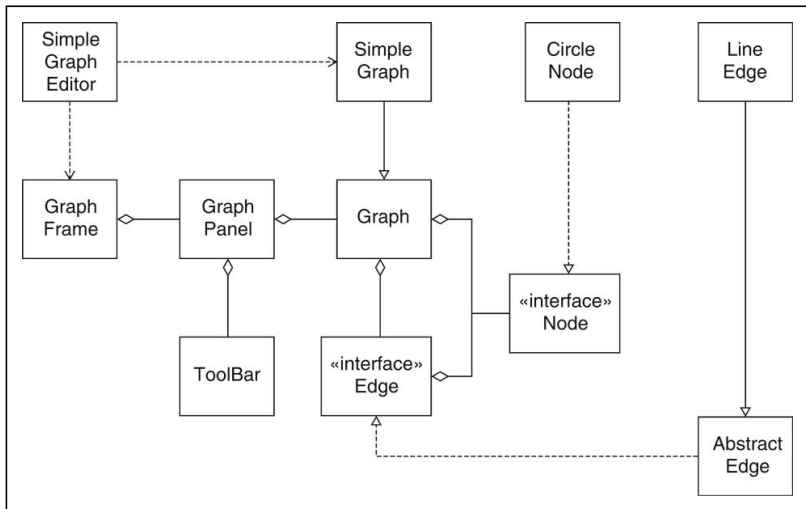 Simple
Graph
Editor
Simple
Graph
Circle
Node
Line
Edge
Graph
Frame
Graph
Panel
Graph
«interface»
Node
ToolBar
«interface»
Edge
Abstract
Edge